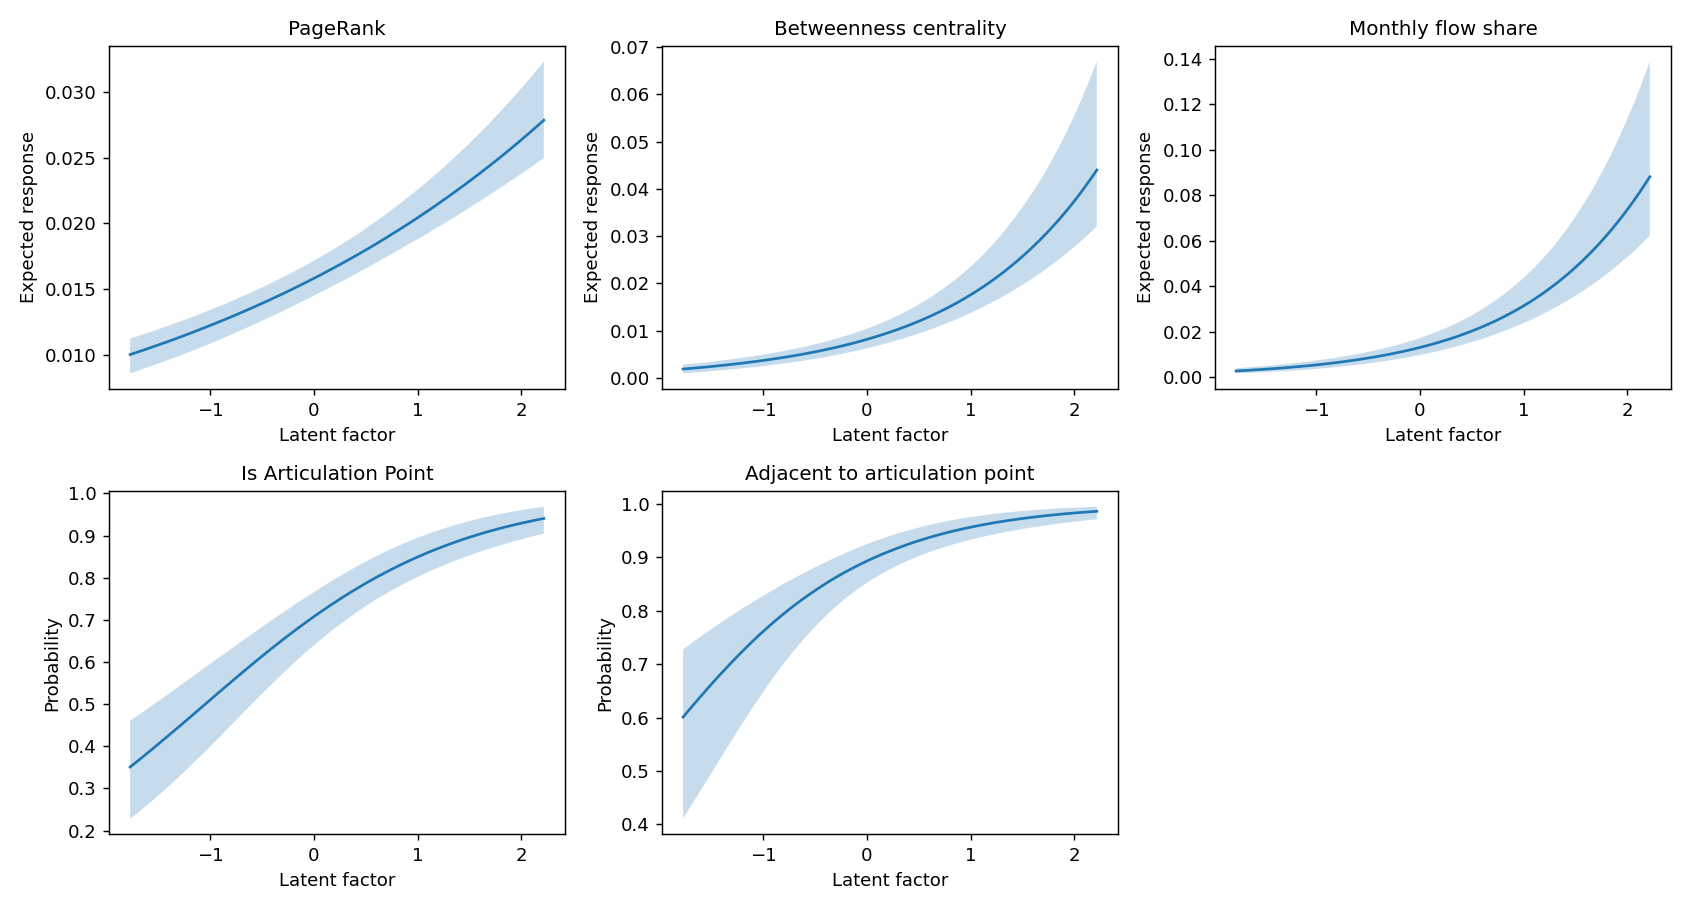 PageRank
Expected response
0.030
0.025
0.020
0.015
0.010
−1 0 1 2
Latent factor
Betweenness centrality
Expected response
0.07
0.06
0.05
0.04
0.03
0.02
0.01
0.00
−1 0 1 2
Latent factor
Monthly flow share
Expected response
0.14
0.12
0.10
0.08
0.06
0.04
0.02
0.00
−1 0 1 2
Latent factor
Is Articulation Point
Probability
1.0
0.9
0.8
0.7
0.6
0.5
0.4
0.3
0.2
−1 0 1 2
Latent factor
Adjacent to articulation point
Probability
1.0
0.9
0.8
0.7
0.6
0.5
0.4
−1 0 1 2
Latent factor